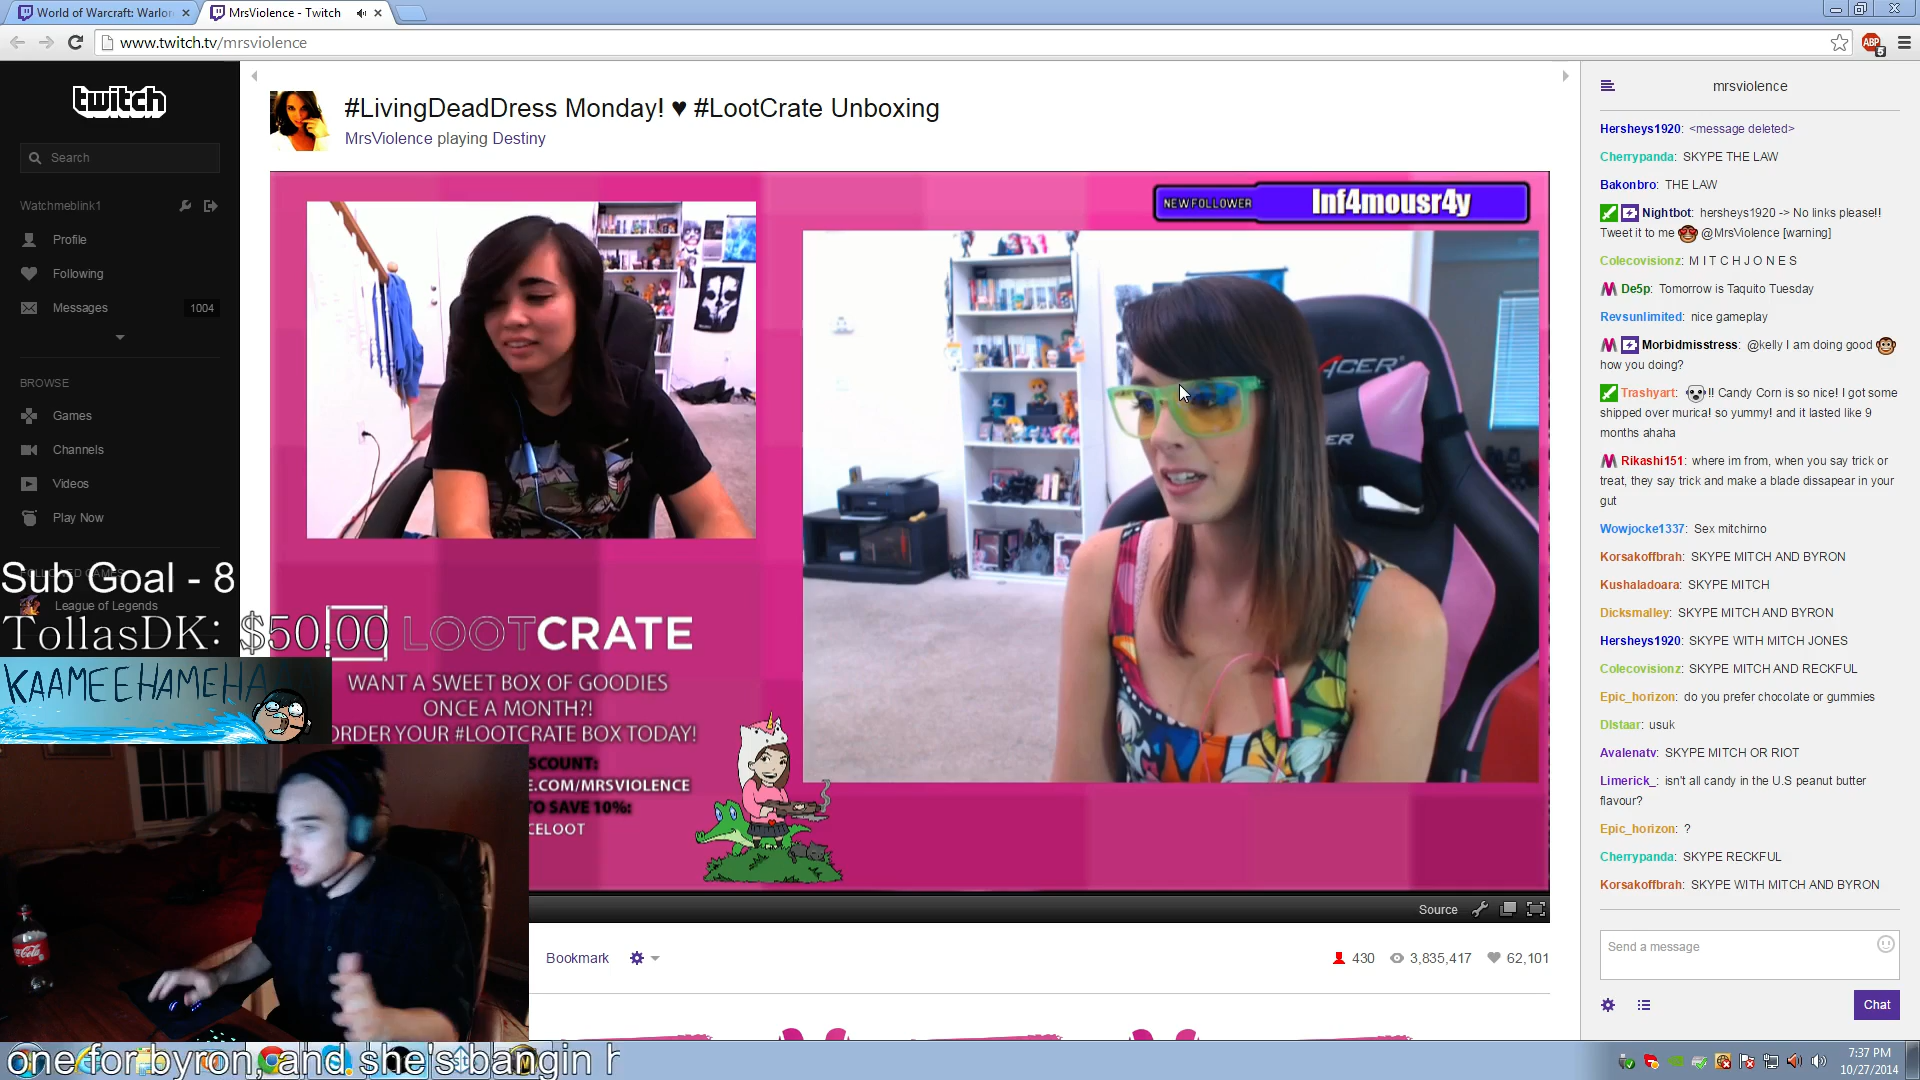 World of Warcraft: Warlor
MrsViolence - Twitch
www.twitch.tv/mrsviolence
ABP
5
twitch
Search
Watchmeblink1
Profile
Following
Messages 1004
BROWSE
Games
Channels
Videos
Play Now
Sub Goal - 8
League of Legends
TollasDK: $50.00
KAAMEEHAMEHA
#LivingDeadDress Monday! ♥ #LootCrate Unboxing
MrsViolence playing Destiny
NEW FOLLOWER Inf4mousr4y
LOOTCRATE
WANT A SWEET BOX OF GOODIES
ONCE A MONTH?!
ORDER YOUR #LOOTCRATE BOX TODAY!
SCOUNT:
E.COM/MRSVIOLENCE
TO SAVE 10%:
CELOOT
Coca-Cola
Source
Bookmark
430 3,835,417 62,101
mrsviolence
Hersheys1920: <message deleted>
Cherrypanda: SKYPE THE LAW
Bakonbro: THE LAW
Nightbot: hersheys1920 -> No links please!!
Tweet it to me @MrsViolence [warning]
Colecovisionz: M I T C H J O N E S
De5p: Tomorrow is Taquito Tuesday
Revsunlimited: nice gameplay
Morbidmisstress: @kelly I am doing good
how you doing?
Trashyart: !! Candy Corn is so nice! I got some
shipped over murica! so yummy! and it lasted like 9
months ahaha
Rikashi151: where im from, when you say trick or
treat, they say trick and make a blade dissapear in your
gut
Wowjocke1337: Sex mitchirno
Korsakoffbrah: SKYPE MITCH AND BYRON
Kushaladoara: SKYPE MITCH
Dicksmalley: SKYPE MITCH AND BYRON
Hersheys1920: SKYPE WITH MITCH JONES
Colecovisionz: SKYPE MITCH AND RECKFUL
Epic_horizon: do you prefer chocolate or gummies
Dlstaar: usuk
Avalenatv: SKYPE MITCH OR RIOT
Limerick_: isn't all candy in the U.S peanut butter
flavour?
Epic_horizon: ?
Cherrypanda: SKYPE RECKFUL
Korsakoffbrah: SKYPE WITH MITCH AND BYRON
Send a message
Chat
one for byron, and she's bangin
7:37 PM
10/27/2014